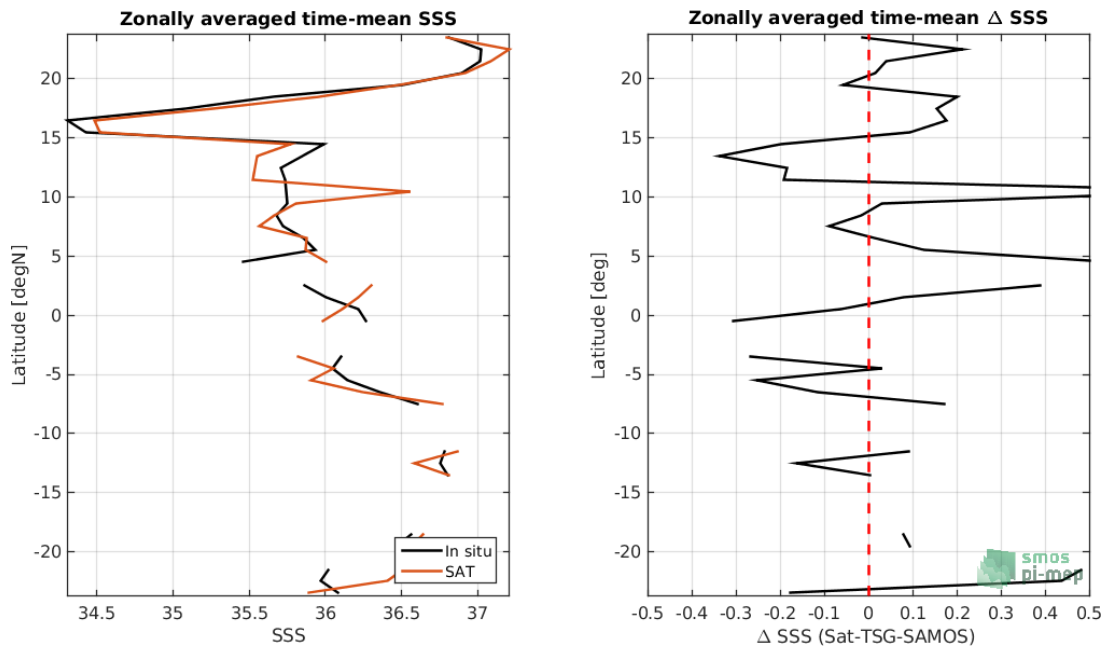 Zonally averaged time-mean SSS
20
15
10
5
0
-5
-10
-15
-20
Latitude [degN]
34.5 35 35.5 36 36.5 37
SSS
In situ
SAT
Zonally averaged time-mean Δ SSS
20
15
10
5
0
-5
-10
-15
-20
Latitude [deg]
-0.5 -0.4 -0.3 -0.2 -0.1 0 0.1 0.2 0.3 0.4 0.5
Δ SSS (Sat-TSG-SAMOS)
smos
pi-mep